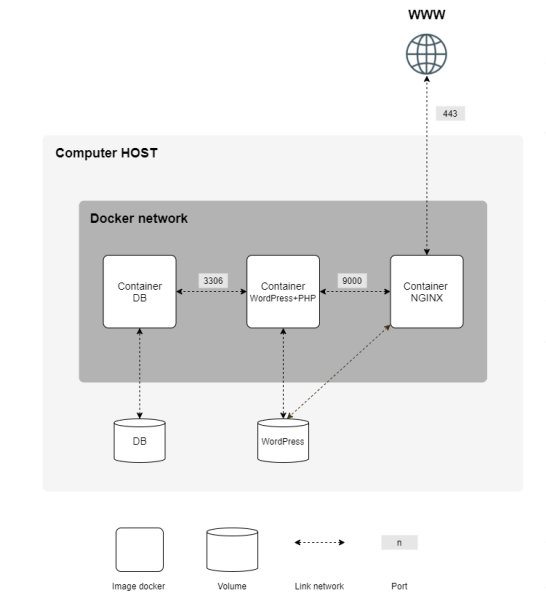 WWW
443
Computer HOST
Docker network
Container
DB
3306
Container
WordPress+PHP
9000
Container
NGINX
DB
WordPress
n
Image docker
Volume
Link network
Port